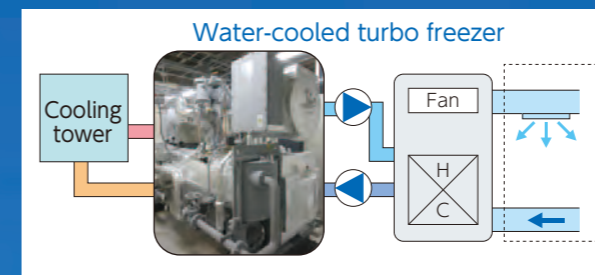 Water-cooled turbo freezer
Cooling
tower
Fan
H
C